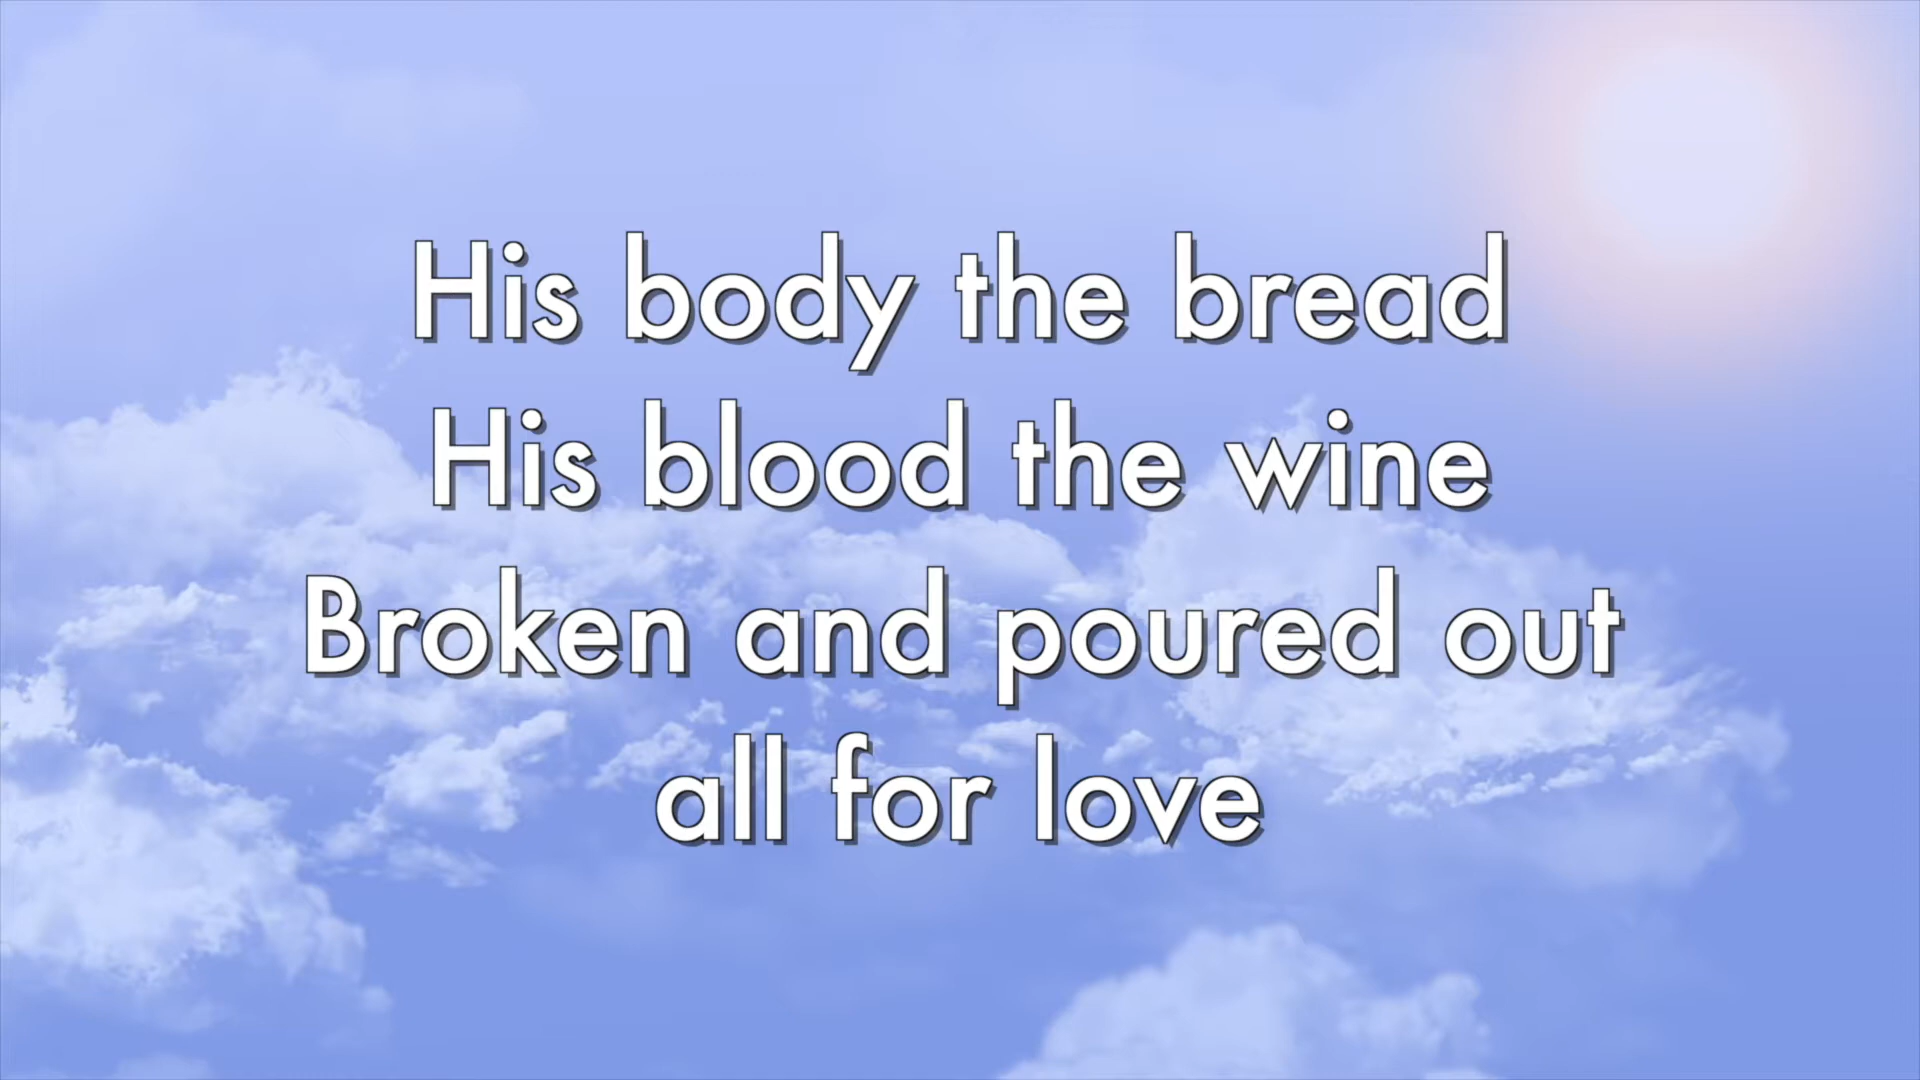 His body the bread
His blood the wine
Broken and poured out
all for love